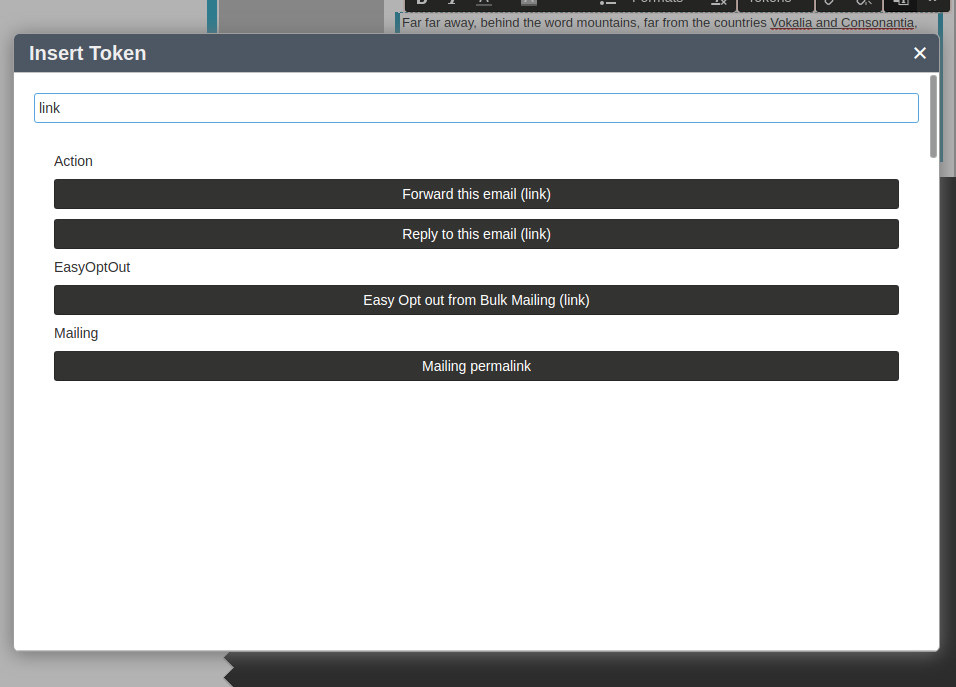 Formats
Tokens
Far far away, behind the word mountains, far from the countries Vokalia and Consonantia,
Insert Token
×
link
Action
Forward this email (link)
Reply to this email (link)
EasyOptOut
Easy Opt out from Bulk Mailing (link)
Mailing
Mailing permalink